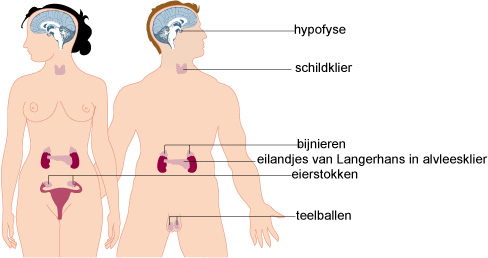 hypofyse
schildklier
bijnieren
eilandjes van Langerhans in alvleesklier
eierstokken
teelballen